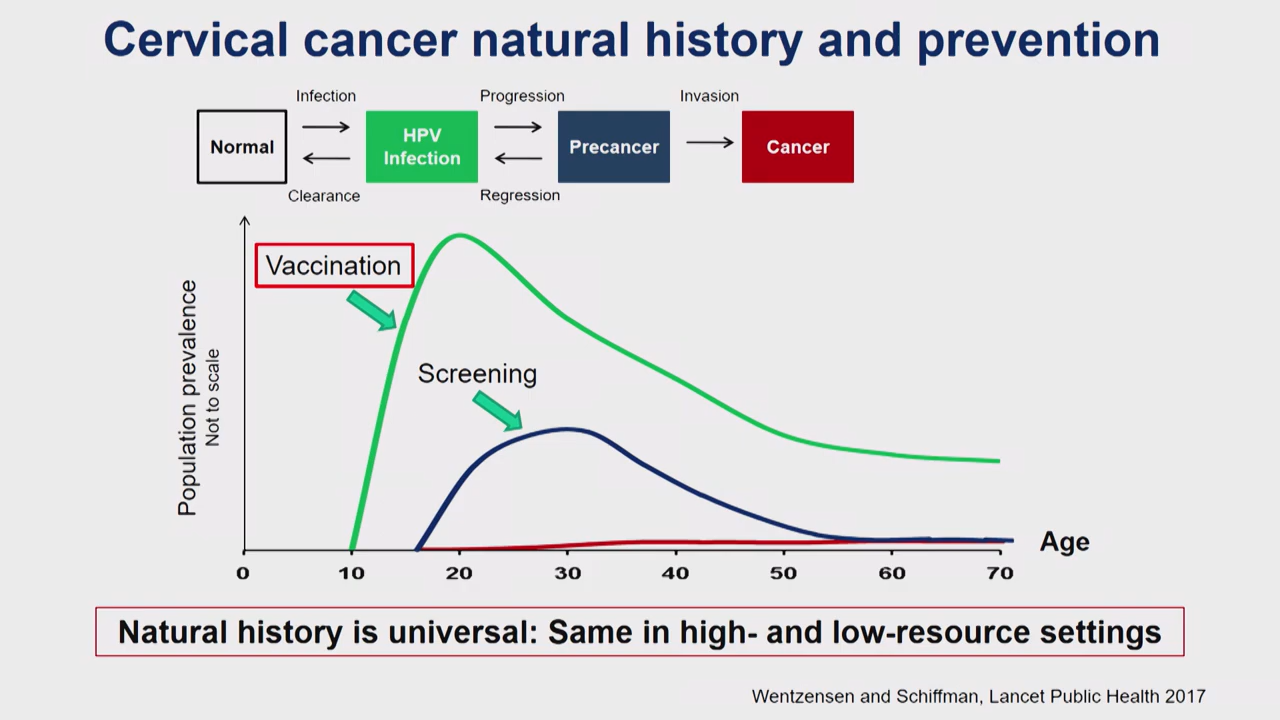 Cervical cancer natural history and prevention
Infection
Progression
Invasion
Normal
HPV
Infection
Precancer
Cancer
Clearance
Regression
Vaccination
Screening
Population prevalence
Not to scale
Age
0 10 20 30 40 50 60 70
Natural history is universal: Same in high- and low-resource settings
Wentzensen and Schiffman, Lancet Public Health 2017